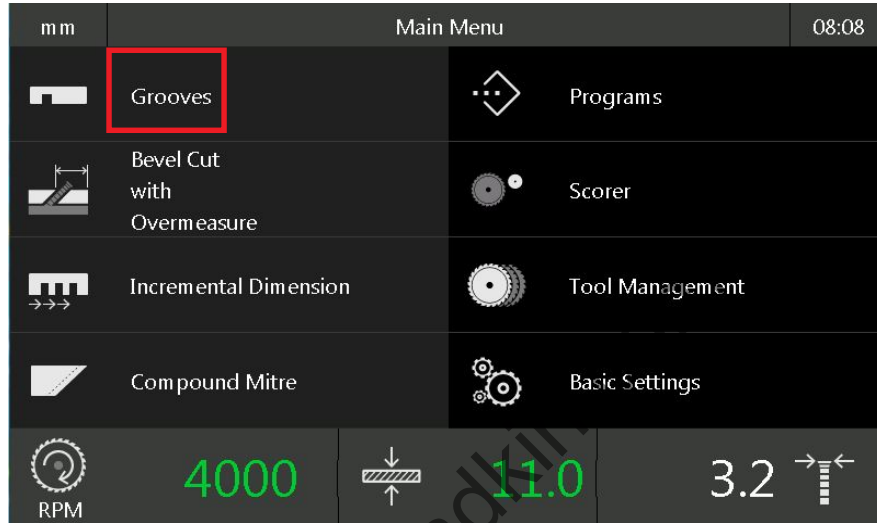 mm
Main Menu
08:08
Grooves
Programs
Bevel Cut
with
Overmeasure
Scorer
Incremental Dimension
Tool Management
Compound Mitre
Basic Settings
RPM
4000
11.0
3.2